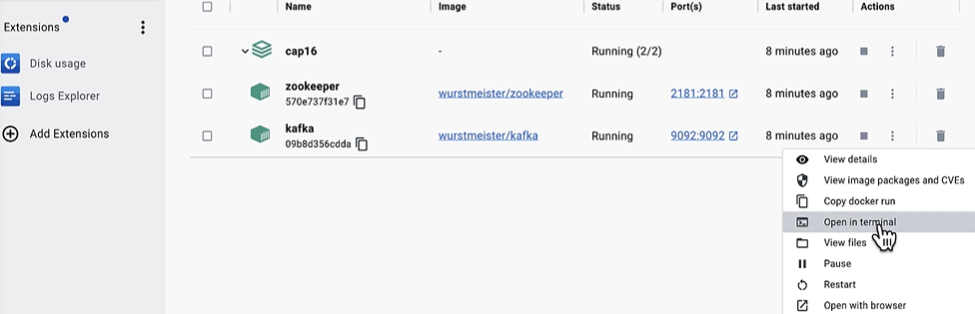 Name Image Status Port(s) Last started Actions
Extensions
cap16 - Running (2/2) 8 minutes ago
Disk usage
zookeeper
570e737f31e7 wurstmeister/zookeeper Running 2181:2181 8 minutes ago
Logs Explorer
kafka
09b8d356cdda wurstmeister/kafka Running 9092:9092 8 minutes ago
Add Extensions
View details
View image packages and CVEs
Copy docker run
Open in terminal
View files
Pause
Restart
Open with browser